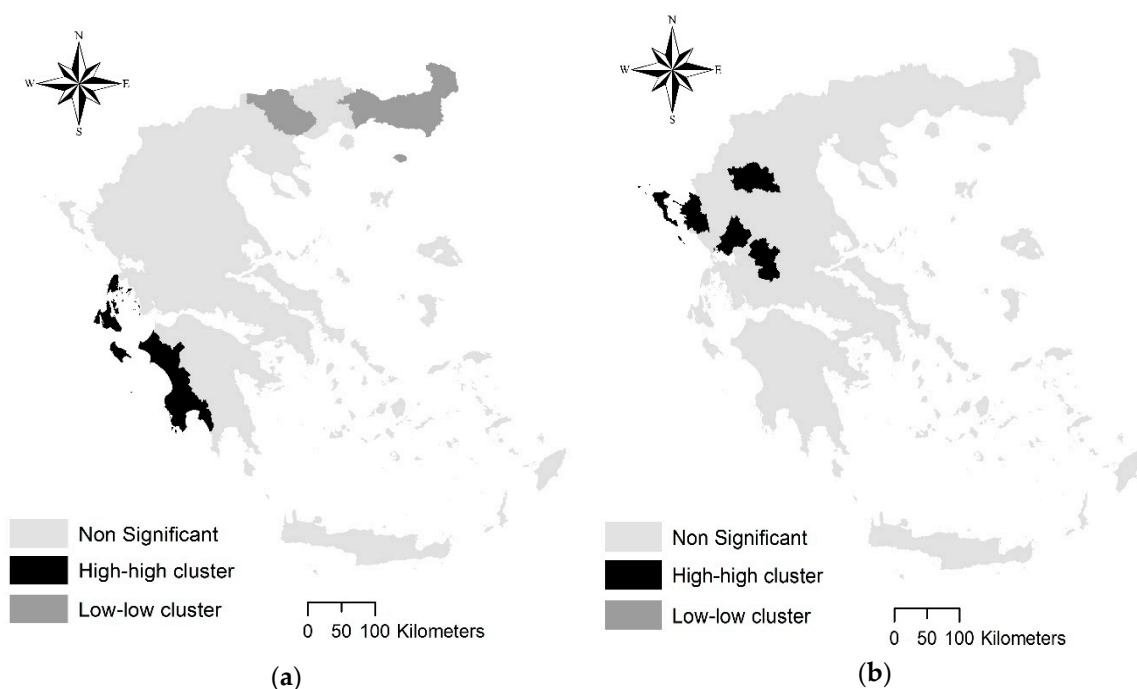 N
W E
S
Non Significant
High-high cluster
Low-low cluster
0 50 100 Kilometers
(a)
N
W E
S
Non Significant
High-high cluster
Low-low cluster
0 50 100 Kilometers
(b)